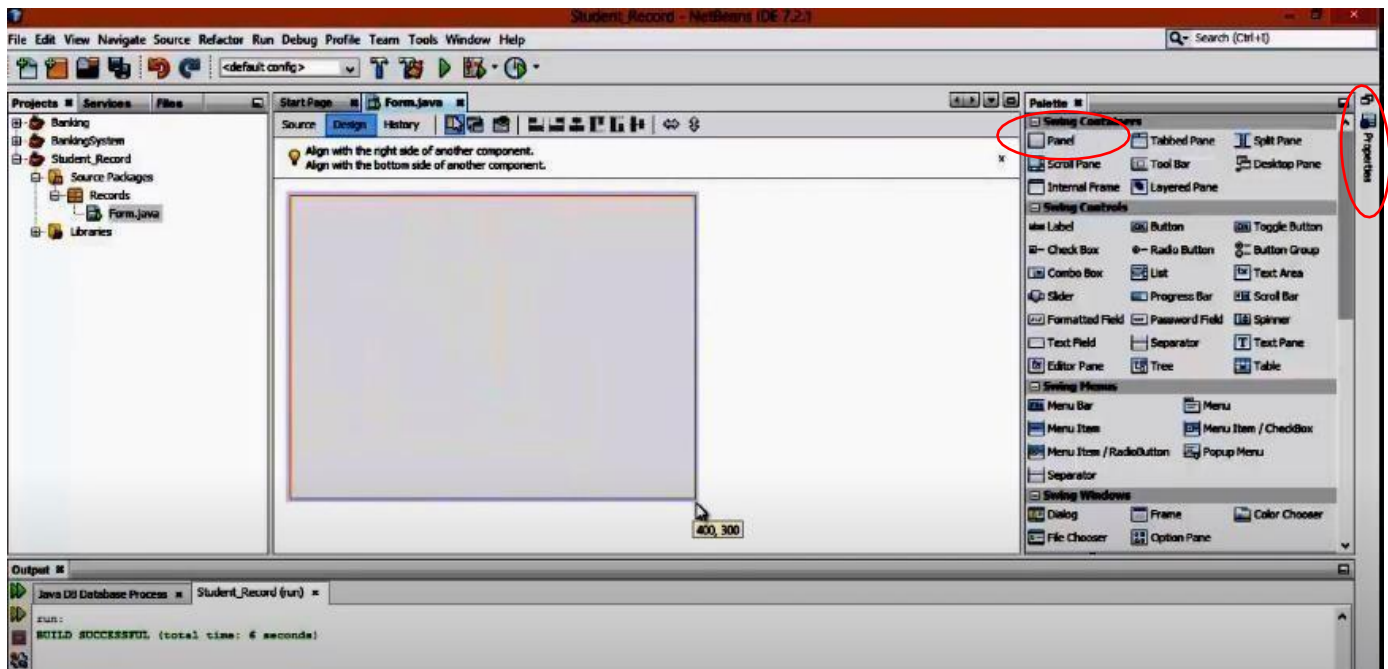 Student_Record - NetBeans IDE 7.2.1
File Edit View Navigate Source Refactor Run Debug Profile Team Tools Window Help
Search (Ctrl+I)
<default config>
Projects Services Files
Banking
BankingSystem
Student_Record
Source Packages
Records
Form.java
Libraries
Start Page Form.java
Source Design History
Align with the right side of another component.
Align with the bottom side of another component.
400, 300
Palette
Swing Containers
Panel Tabbed Pane Split Pane
Scroll Pane Tool Bar Desktop Pane
Internal Frame Layered Pane
Swing Controls
Label Button Toggle Button
Check Box Radio Button Button Group
Combo Box List Text Area
Slider Progress Bar Scroll Bar
Formatted Field Password Field Spinner
Text Field Separator Text Pane
Editor Pane Tree Table
Swing Menus
Menu Bar Menu
Menu Item Menu Item / CheckBox
Menu Item / RadioButton Popup Menu
Separator
Swing Windows
Dialog Frame Color Chooser
File Chooser Option Pane
Properties
Output
Java DB Database Process Student_Record (run)
run:
BUILD SUCCESSFUL (total time: 6 seconds)